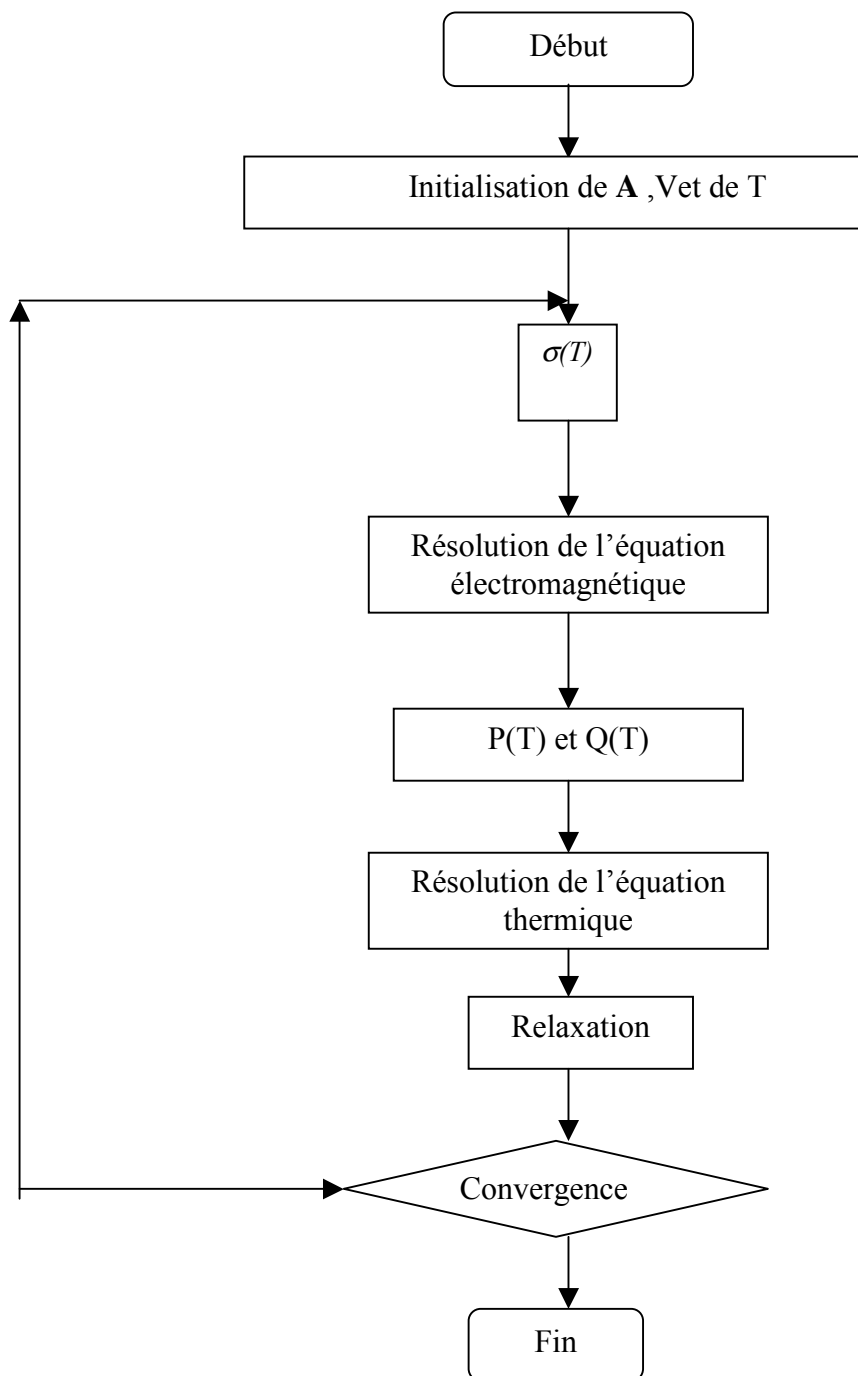 Début
Initialisation de A ,Vet de T
σ(T)
Résolution de l’équation
électromagnétique
P(T) et Q(T)
Résolution de l’équation
thermique
Relaxation
Convergence
Fin